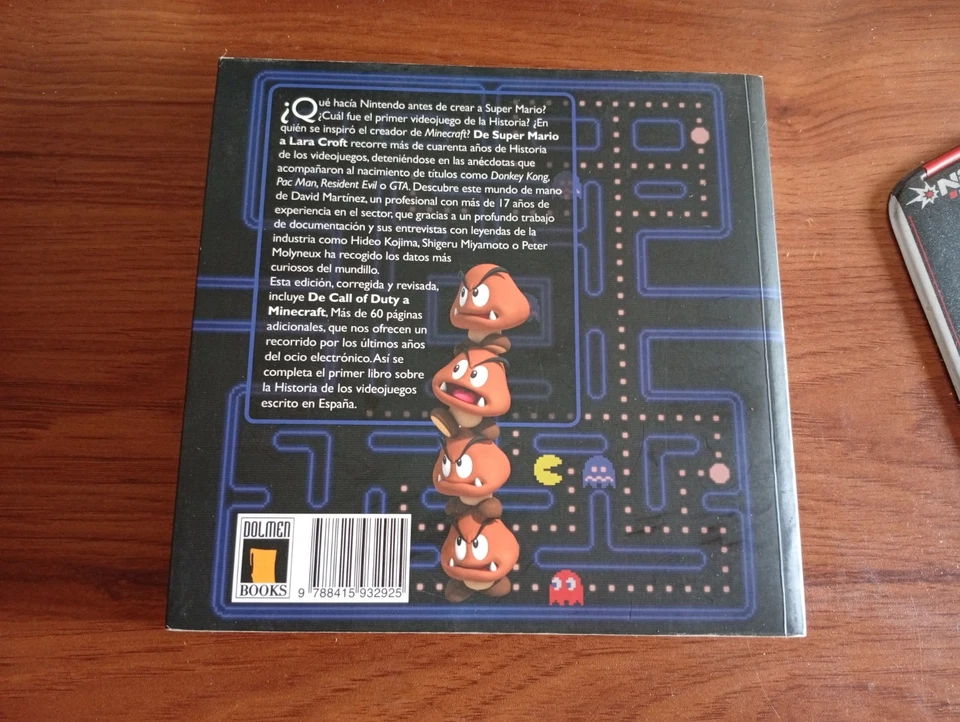 ¿Qué hacía Nintendo antes de crear a Super Mario?
¿Cuál fue el primer videojuego de la Historia? ¿En
quién se inspiró el creador de Minecraft? De Super Mario
a Lara Croft recorre más de cuarenta años de Historia
de los videojuegos, deteniéndose en las anécdotas que
acompañaron al nacimiento de títulos como Donkey Kong,
Pac Man, Resident Evil o GTA. Descubre este mundo de mano
de David Martínez, un profesional con más de 17 años de
experiencia en el sector, que gracias a un profundo trabajo
de documentación y sus entrevistas con leyendas de la
industria como Hideo Kojima, Shigeru Miyamoto o Peter
Molyneux ha recogido los datos más
curiosos del mundillo.
Esta edición, corregida y revisada,
incluye De Call of Duty a
Minecraft, Más de 60 páginas
adicionales, que nos ofrecen un
recorrido por los últimos años
del ocio electrónico. Así se
completa el primer libro sobre
la Historia de los videojuegos
escrito en España.
DOLMEN
BOOKS
9 788415 932925